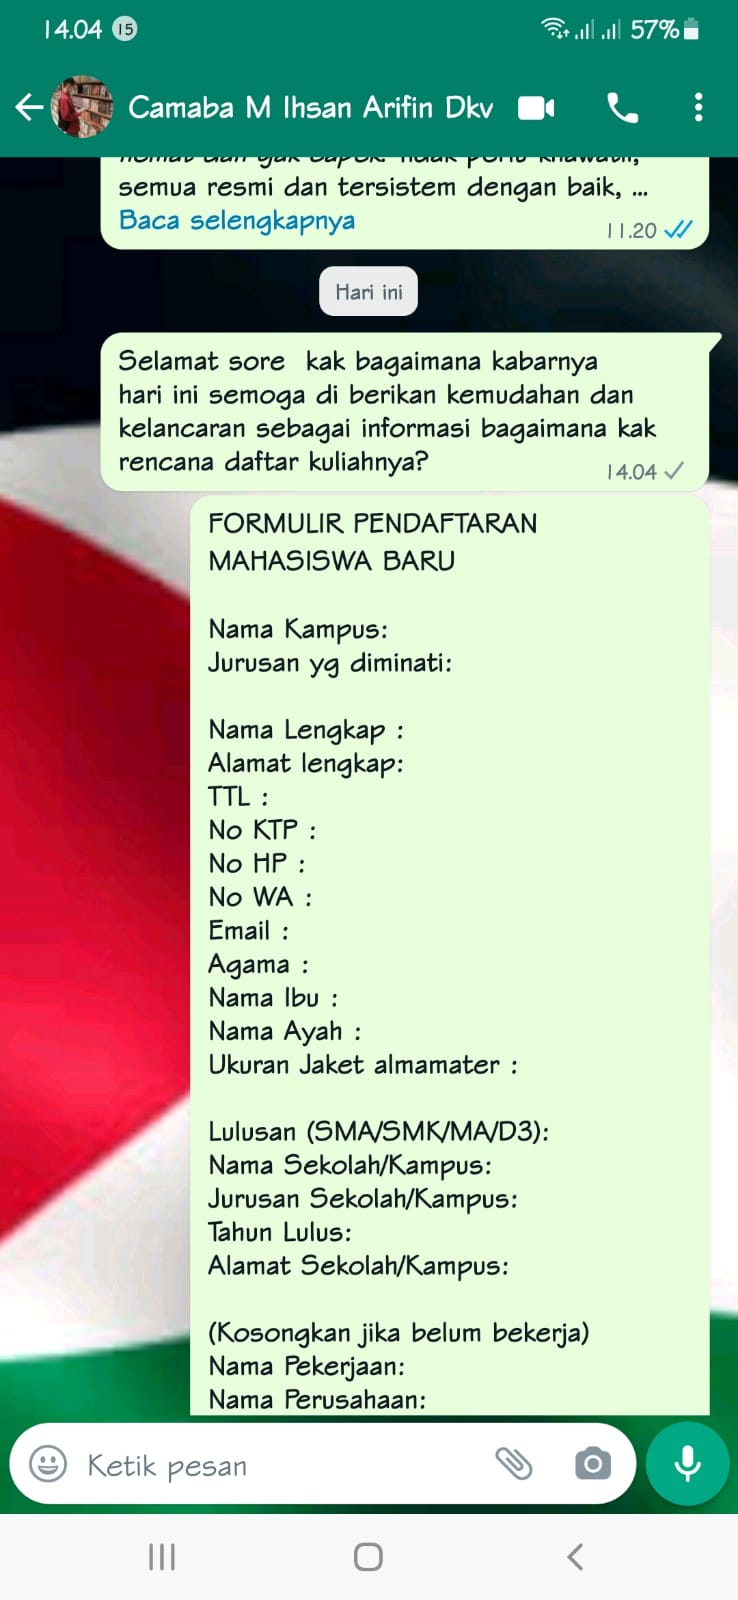 14.04 15 57%
Camaba M Ihsan Arifin Dkv
semua resmi dan tersistem dengan baik, ...
Baca selengkapnya
11.20
Hari ini
Selamat sore kak bagaimana kabarnya
hari ini semoga di berikan kemudahan dan
kelancaran sebagai informasi bagaimana kak
rencana daftar kuliahnya?
14.04
FORMULIR PENDAFTARAN
MAHASISWA BARU
Nama Kampus:
Jurusan yg diminati:
Nama Lengkap :
Alamat lengkap:
TTL :
No KTP :
No HP :
No WA :
Email :
Agama :
Nama Ibu :
Nama Ayah :
Ukuran Jaket almamater :
Lulusan (SMA/SMK/MA/D3):
Nama Sekolah/Kampus:
Jurusan Sekolah/Kampus:
Tahun Lulus:
Alamat Sekolah/Kampus:
(Kosongkan jika belum bekerja)
Nama Pekerjaan:
Nama Perusahaan:
Ketik pesan